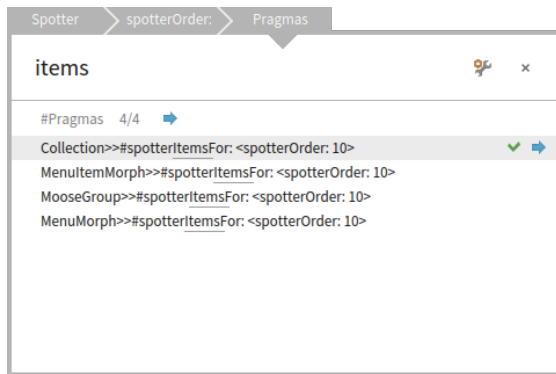 Spotter spotterOrder: Pragmas
items
#Pragmas 4/4
Collection>>#spotterItemsFor: <spotterOrder: 10>
MenuItemMorph>>#spotterItemsFor: <spotterOrder: 10>
MooseGroup>>#spotterItemsFor: <spotterOrder: 10>
MenuMorph>>#spotterItemsFor: <spotterOrder: 10>